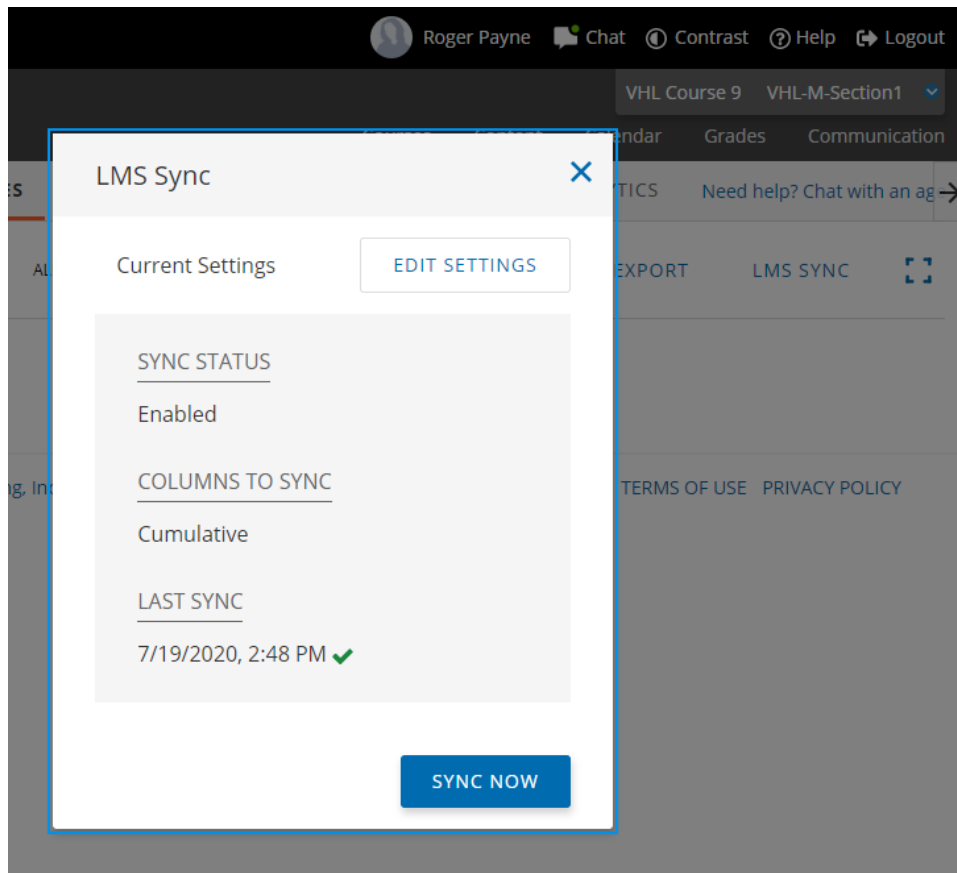 Roger Payne Chat Contrast Help Logout
VHL Course 9 VHL-M-Section1
Grades Communication
LMS Sync
TICS Need help? Chat with an ag
Current Settings EDIT SETTINGS
EXPORT LMS SYNC
SYNC STATUS
Enabled
COLUMNS TO SYNC
TERMS OF USE PRIVACY POLICY
Cumulative
LAST SYNC
7/19/2020, 2:48 PM
SYNC NOW